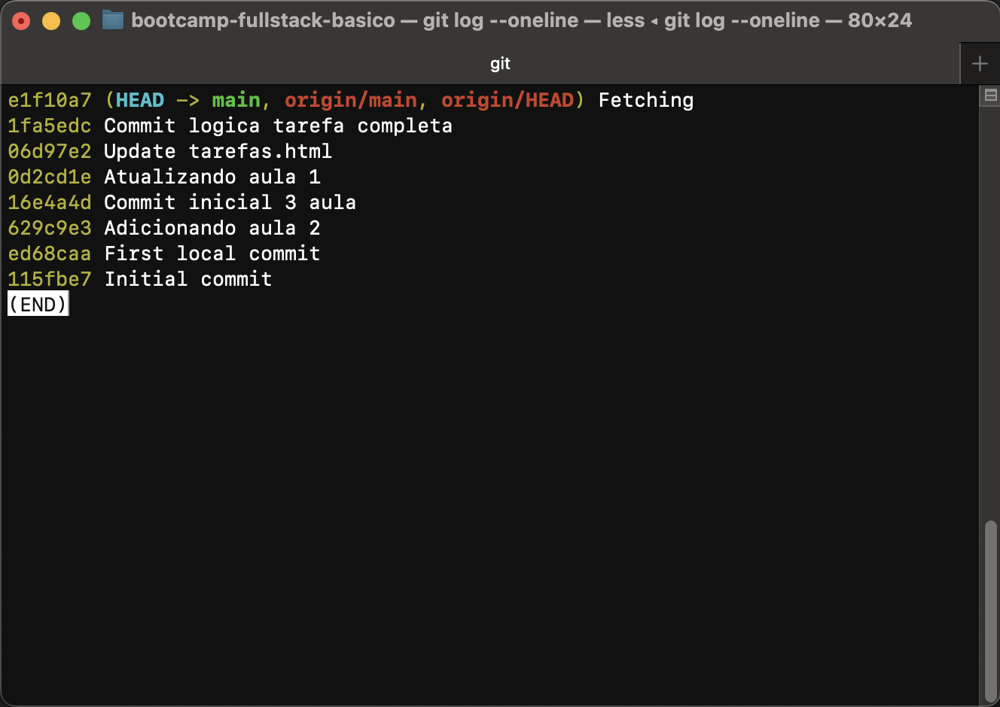 bootcamp-fullstack-basico — git log --oneline — less ◂ git log --oneline — 80×24
git
e1f10a7 (HEAD -> main, origin/main, origin/HEAD) Fetching
1fa5edc Commit logica tarefa completa
06d97e2 Update tarefas.html
0d2cd1e Atualizando aula 1
16e4a4d Commit inicial 3 aula
629c9e3 Adicionando aula 2
ed68caa First local commit
115fbe7 Initial commit
(END)